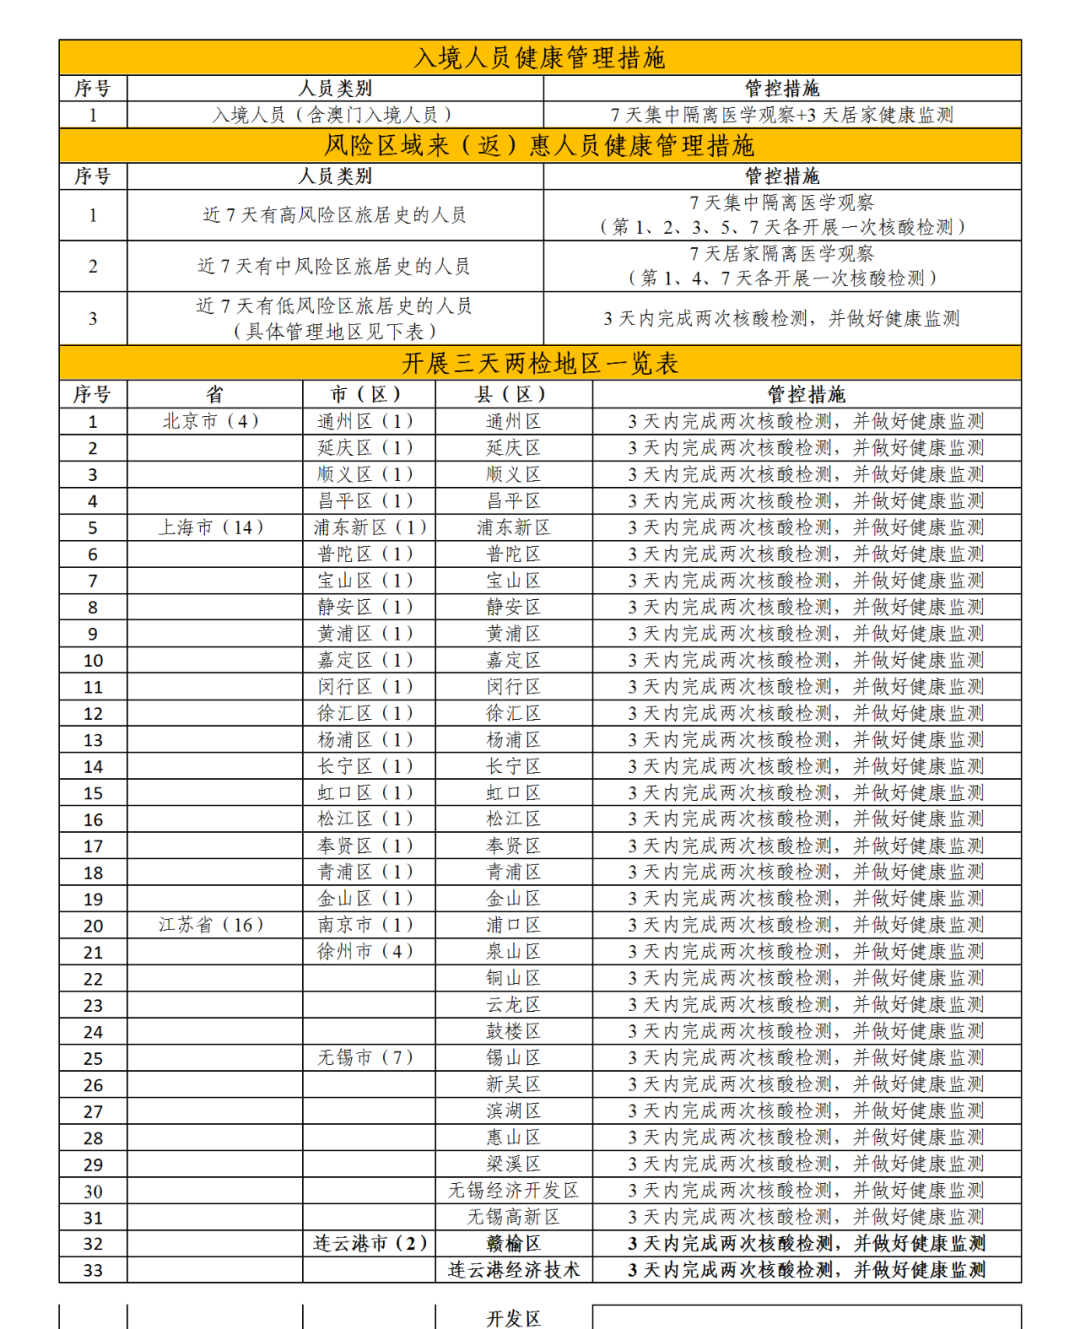 入境人员健康管理措施
序号 人员类别 管控措施
1 入境人员（含澳门入境人员） 7天集中隔离医学观察+3天居家健康监测
风险区域来（返）惠人员健康管理措施
序号 人员类别 管控措施
1 近7天有高风险区旅居史的人员 7天集中隔离医学观察
（第1、2、3、5、7天各开展一次核酸检测）
2 近7天有中风险区旅居史的人员 7天居家隔离医学观察
（第1、4、7天各开展一次核酸检测）
3 近7天有低风险区旅居史的人员
（具体管理地区见下表） 3天内完成两次核酸检测，并做好健康监测
开展三天两检地区一览表
序号 省 市（区） 县（区） 管控措施
1 北京市（4） 通州区（1） 通州区 3天内完成两次核酸检测，并做好健康监测
2 延庆区（1） 延庆区 3天内完成两次核酸检测，并做好健康监测
3 顺义区（1） 顺义区 3天内完成两次核酸检测，并做好健康监测
4 昌平区（1） 昌平区 3天内完成两次核酸检测，并做好健康监测
5 上海市（14） 浦东新区（1） 浦东新区 3天内完成两次核酸检测，并做好健康监测
6 普陀区（1） 普陀区 3天内完成两次核酸检测，并做好健康监测
7 宝山区（1） 宝山区 3天内完成两次核酸检测，并做好健康监测
8 静安区（1） 静安区 3天内完成两次核酸检测，并做好健康监测
9 黄浦区（1） 黄浦区 3天内完成两次核酸检测，并做好健康监测
10 嘉定区（1） 嘉定区 3天内完成两次核酸检测，并做好健康监测
11 闵行区（1） 闵行区 3天内完成两次核酸检测，并做好健康监测
12 徐汇区（1） 徐汇区 3天内完成两次核酸检测，并做好健康监测
13 杨浦区（1） 杨浦区 3天内完成两次核酸检测，并做好健康监测
14 长宁区（1） 长宁区 3天内完成两次核酸检测，并做好健康监测
15 虹口区（1） 虹口区 3天内完成两次核酸检测，并做好健康监测
16 松江区（1） 松江区 3天内完成两次核酸检测，并做好健康监测
17 奉贤区（1） 奉贤区 3天内完成两次核酸检测，并做好健康监测
18 青浦区（1） 青浦区 3天内完成两次核酸检测，并做好健康监测
19 金山区（1） 金山区 3天内完成两次核酸检测，并做好健康监测
20 江苏省（16） 南京市（1） 浦口区 3天内完成两次核酸检测，并做好健康监测
21 徐州市（4） 泉山区 3天内完成两次核酸检测，并做好健康监测
22 铜山区 3天内完成两次核酸检测，并做好健康监测
23 云龙区 3天内完成两次核酸检测，并做好健康监测
24 鼓楼区 3天内完成两次核酸检测，并做好健康监测
25 无锡市（7） 锡山区 3天内完成两次核酸检测，并做好健康监测
26 新吴区 3天内完成两次核酸检测，并做好健康监测
27 滨湖区 3天内完成两次核酸检测，并做好健康监测
28 惠山区 3天内完成两次核酸检测，并做好健康监测
29 梁溪区 3天内完成两次核酸检测，并做好健康监测
30 无锡经济开发区 3天内完成两次核酸检测，并做好健康监测
31 无锡高新区 3天内完成两次核酸检测，并做好健康监测
32 连云港市（2） 赣榆区 3天内完成两次核酸检测，并做好健康监测
33 连云港经济技术 3天内完成两次核酸检测，并做好健康监测
开发区